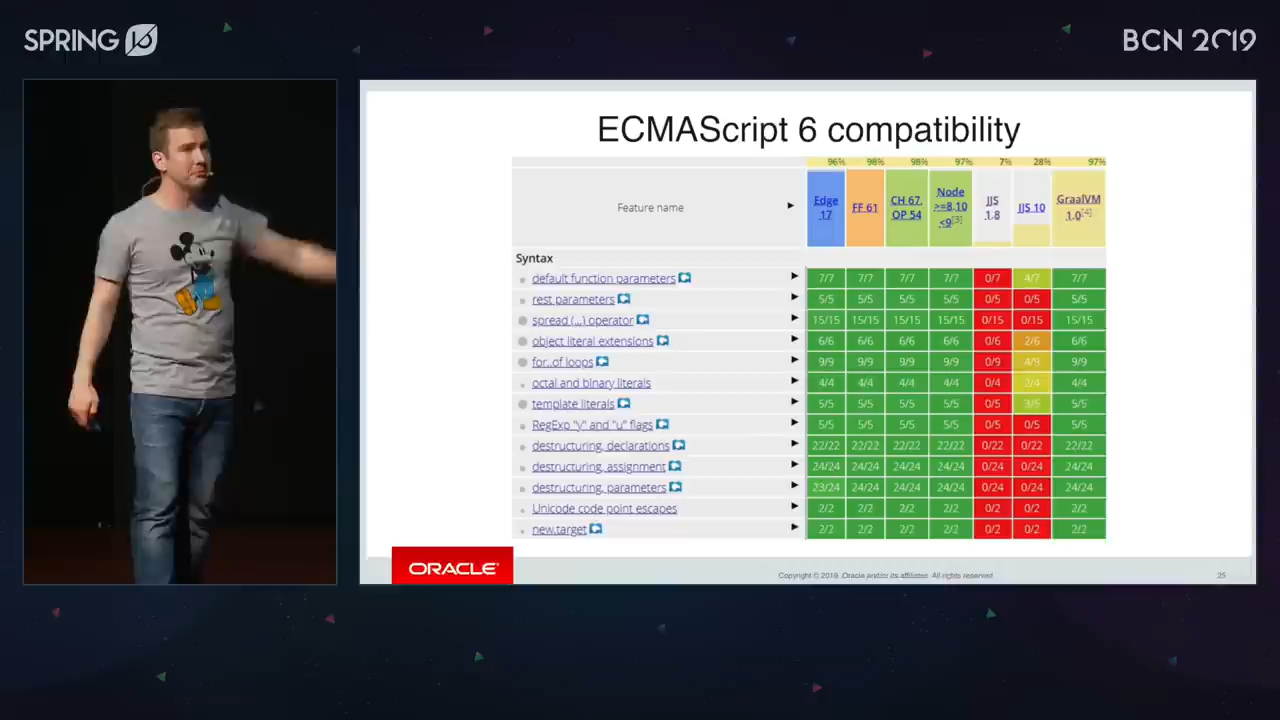 SPRING I/O
BCN 2019
ECMAScript 6 compatibility
96% 98% 98% 97% 7% 28% 97%
Feature name ▶ Edge 17 FF 61 CH 67, OP 54 Node >=8.10 <9[3] JJS 1.8 JJS 10 GraalVM 1.0[4]
Syntax
default function parameters ▶ 7/7 7/7 7/7 7/7 0/7 4/7 7/7
rest parameters ▶ 5/5 5/5 5/5 5/5 0/5 0/5 5/5
spread (...) operator ▶ 15/15 15/15 15/15 15/15 0/15 0/15 15/15
object literal extensions ▶ 6/6 6/6 6/6 6/6 0/6 2/6 6/6
for..of loops ▶ 9/9 9/9 9/9 9/9 0/9 4/9 9/9
octal and binary literals ▶ 4/4 4/4 4/4 4/4 0/4 2/4 4/4
template literals ▶ 5/5 5/5 5/5 5/5 0/5 3/5 5/5
RegExp "y" and "u" flags ▶ 5/5 5/5 5/5 5/5 0/5 0/5 5/5
destructuring, declarations ▶ 22/22 22/22 22/22 22/22 0/22 0/22 22/22
destructuring, assignment ▶ 24/24 24/24 24/24 24/24 0/24 0/24 24/24
destructuring, parameters ▶ 23/24 24/24 24/24 24/24 0/24 0/24 24/24
Unicode code point escapes ▶ 2/2 2/2 2/2 2/2 0/2 0/2 2/2
new.target ▶ 2/2 2/2 2/2 2/2 0/2 0/2 2/2
ORACLE
Copyright © 2019, Oracle and/or its affiliates. All rights reserved.
25